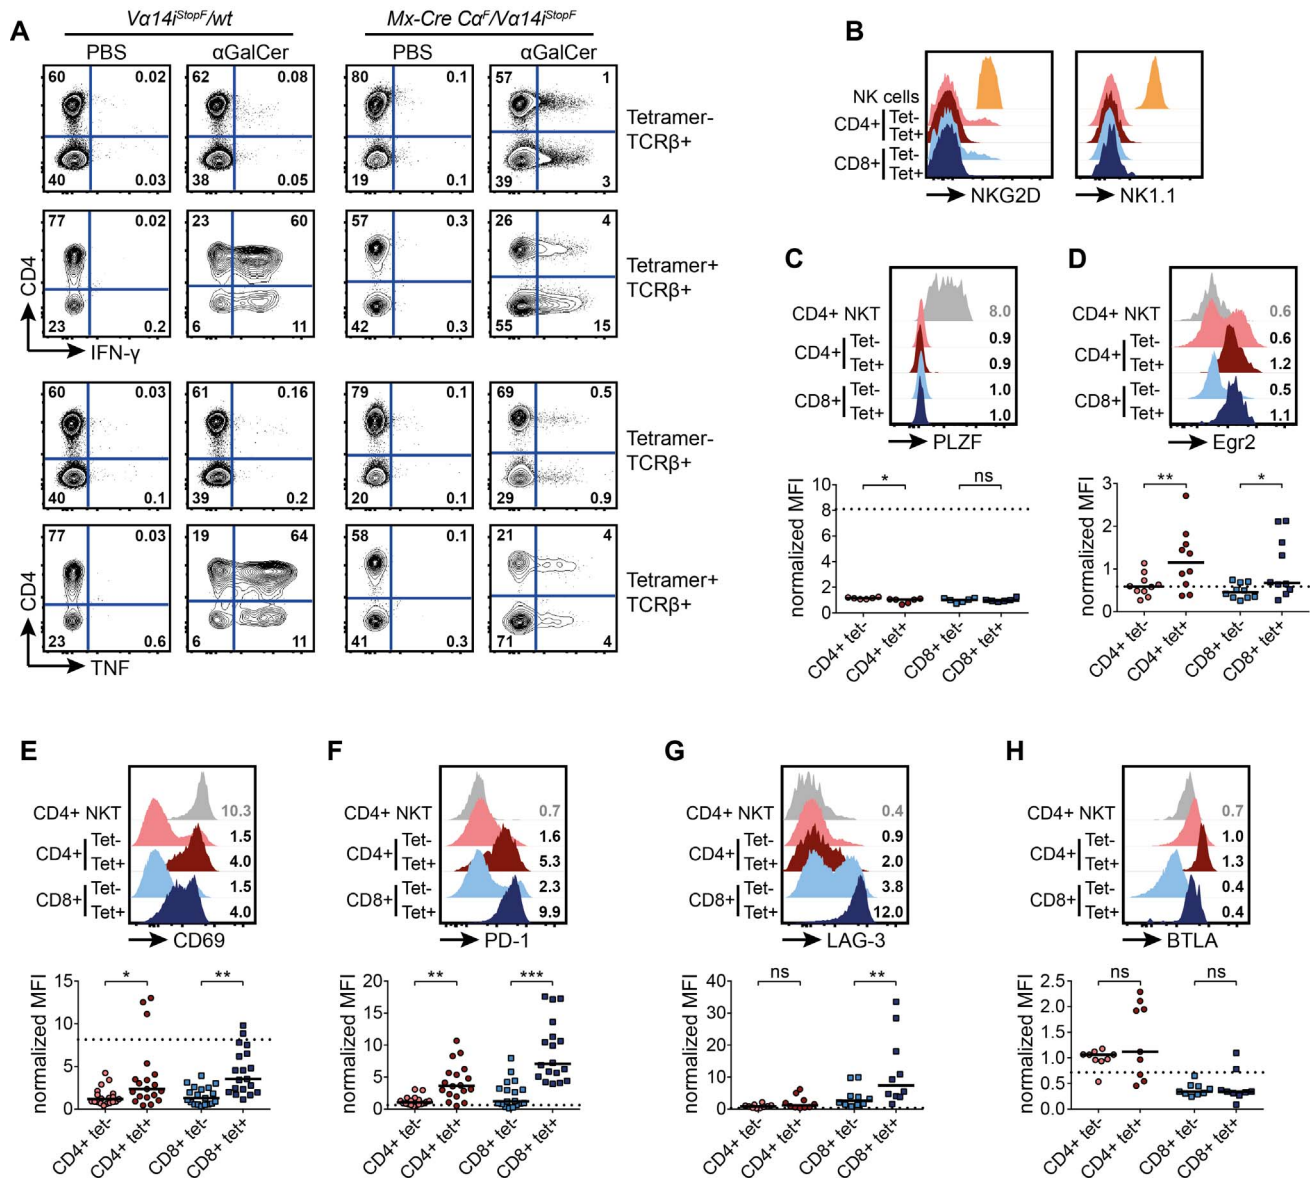 A
Vα14iStopF/wt
Mx-Cre CαF/Vα14iStopF
PBS
αGalCer
PBS
αGalCer
60 0.02
62 0.08
80 0.1
57 1
40 0.03
38 0.05
19 0.1
39 3
Tetramer-
TCRβ+
77 0.02
23 60
57 0.3
26 4
23 0.2
6 11
42 0.3
55 15
Tetramer+
TCRβ+
CD4
IFN-γ
60 0.03
61 0.16
79 0.1
69 0.5
40 0.1
39 0.2
20 0.1
29 0.9
Tetramer-
TCRβ+
77 0.03
19 64
58 0.1
21 4
23 0.6
6 11
41 0.3
71 4
Tetramer+
TCRβ+
CD4
TNF
B
NK cells
CD4+ Tet-
Tet+
CD8+ Tet-
Tet+
NKG2D
NK1.1
C
CD4+ NKT 8.0
CD4+ Tet- 0.9
Tet+ 0.9
CD8+ Tet- 1.0
Tet+ 1.0
PLZF
normalized MFI
10
8
6
4
2
0
* ns
CD4+ tet-
CD4+ tet+
CD8+ tet-
CD8+ tet+
D
CD4+ NKT 0.6
CD4+ Tet- 0.6
Tet+ 1.2
CD8+ Tet- 0.5
Tet+ 1.1
Egr2
normalized MFI
3
2
1
0
** *
CD4+ tet-
CD4+ tet+
CD8+ tet-
CD8+ tet+
E
CD4+ NKT 10.3
CD4+ Tet- 1.5
Tet+ 4.0
CD8+ Tet- 1.5
Tet+ 4.0
CD69
normalized MFI
15
10
5
0
* **
CD4+ tet-
CD4+ tet+
CD8+ tet-
CD8+ tet+
F
CD4+ NKT 0.7
CD4+ Tet- 1.6
Tet+ 5.3
CD8+ Tet- 2.3
Tet+ 9.9
PD-1
normalized MFI
20
15
10
5
0
** ***
CD4+ tet-
CD4+ tet+
CD8+ tet-
CD8+ tet+
G
CD4+ NKT 0.4
CD4+ Tet- 0.9
Tet+ 2.0
CD8+ Tet- 3.8
Tet+ 12.0
LAG-3
normalized MFI
40
30
20
10
0
ns **
CD4+ tet-
CD4+ tet+
CD8+ tet-
CD8+ tet+
H
CD4+ NKT 0.7
CD4+ Tet- 1.0
Tet+ 1.3
CD8+ Tet- 0.4
Tet+ 0.4
BTLA
normalized MFI
2.5
2.0
1.5
1.0
0.5
0.0
ns ns
CD4+ tet-
CD4+ tet+
CD8+ tet-
CD8+ tet+